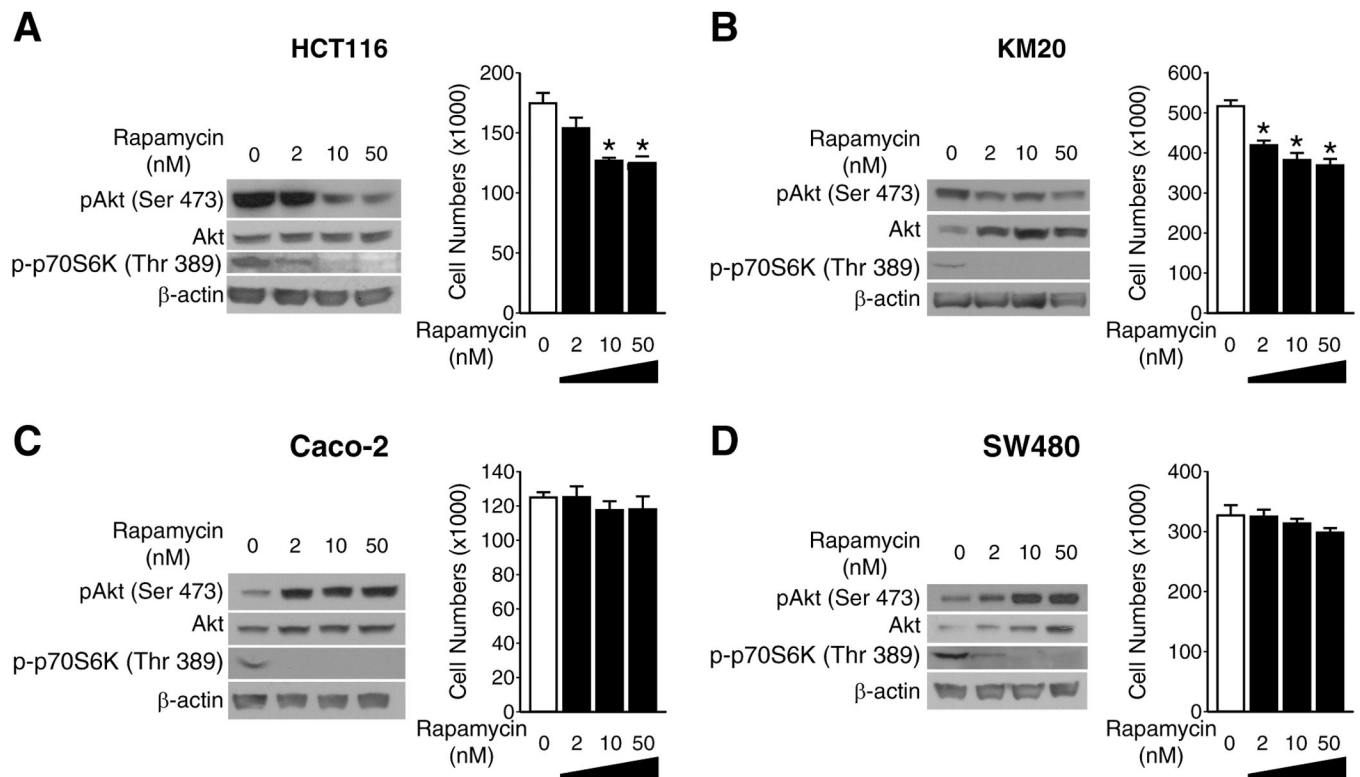 A
HCT116
Rapamycin
(nM)
0 2 10 50
pAkt (Ser 473)
Akt
p-p70S6K (Thr 389)
β-actin
Cell Numbers (x1000)
200
150
100
50
0
* *
Rapamycin
(nM)
0 2 10 50
B
KM20
Rapamycin
(nM)
0 2 10 50
pAkt (Ser 473)
Akt
p-p70S6K (Thr 389)
β-actin
Cell Numbers (x1000)
600
500
400
300
200
100
0
* * *
Rapamycin
(nM)
0 2 10 50
C
Caco-2
Rapamycin
(nM)
0 2 10 50
pAkt (Ser 473)
Akt
p-p70S6K (Thr 389)
β-actin
Cell Numbers (x1000)
140
120
100
80
60
40
20
0
Rapamycin
(nM)
0 2 10 50
D
SW480
Rapamycin
(nM)
0 2 10 50
pAkt (Ser 473)
Akt
p-p70S6K (Thr 389)
β-actin
Cell Numbers (x1000)
400
300
200
100
0
Rapamycin
(nM)
0 2 10 50